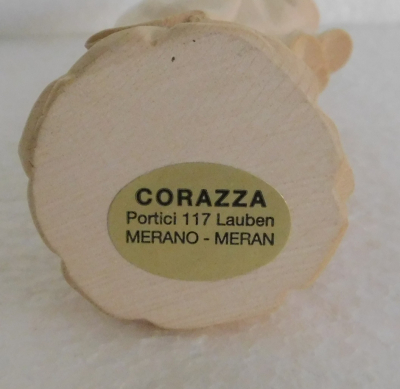 CORAZZA
Portici 117 Lauben
MERANO - MERAN